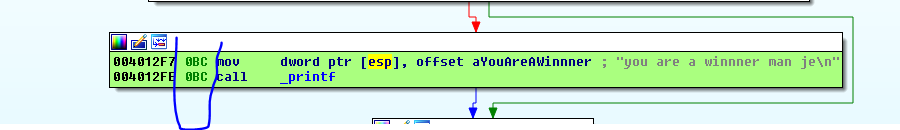 004012F7 0BC mov dword ptr [esp], offset aYouAreAWinnner ; "you are a winnner man je\n"
004012FE 0BC call _printf